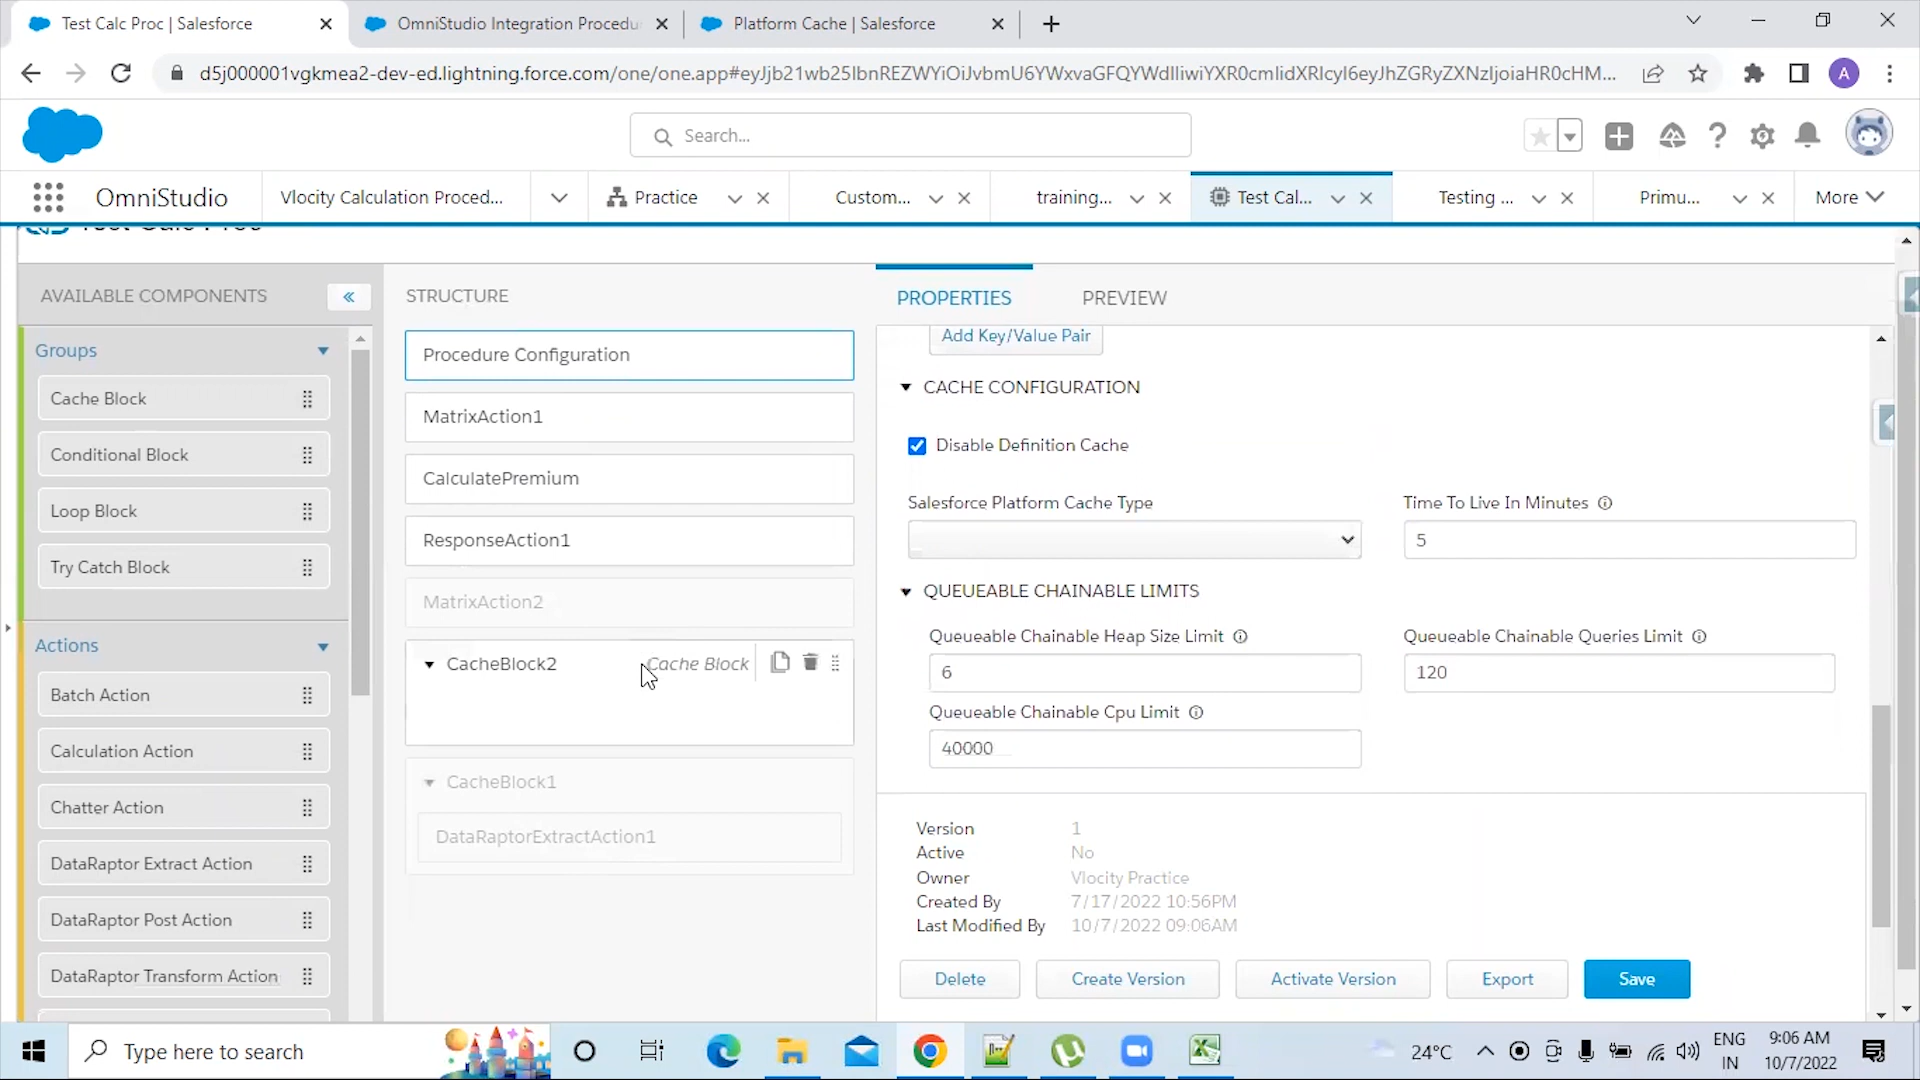 Test Calc Proc | Salesforce
OmniStudio Integration Procedu
Platform Cache | Salesforce
d5j000001vgkmea2-dev-ed.lightning.force.com/one/one.app#eyJjb21wb25lbnREZWYiOiJvbmU6YWxvaGFQYWdlIiwiYXR0cmlidXRlcyI6eyJhZGRyZXNzIjoiaHR0cHM...
A
Search...
OmniStudio
Vlocity Calculation Proced...
Practice
Custom...
training...
Test Cal...
Testing ...
Primu...
More
AVAILABLE COMPONENTS
Groups
Cache Block
Conditional Block
Loop Block
Try Catch Block
Actions
Batch Action
Calculation Action
Chatter Action
DataRaptor Extract Action
DataRaptor Post Action
DataRaptor Transform Action
STRUCTURE
Procedure Configuration
MatrixAction1
CalculatePremium
ResponseAction1
MatrixAction2
CacheBlock2 Cache Block
CacheBlock1
DataRaptorExtractAction1
PROPERTIES PREVIEW
Add Key/Value Pair
CACHE CONFIGURATION
Disable Definition Cache
Salesforce Platform Cache Type
Time To Live In Minutes
5
QUEUEABLE CHAINABLE LIMITS
Queueable Chainable Heap Size Limit
6
Queueable Chainable Queries Limit
120
Queueable Chainable Cpu Limit
40000
Version 1
Active No
Owner Vlocity Practice
Created By 7/17/2022 10:56PM
Last Modified By 10/7/2022 09:06AM
Delete
Create Version
Activate Version
Export
Save
Type here to search
24°C
ENG
IN
9:06 AM
10/7/2022